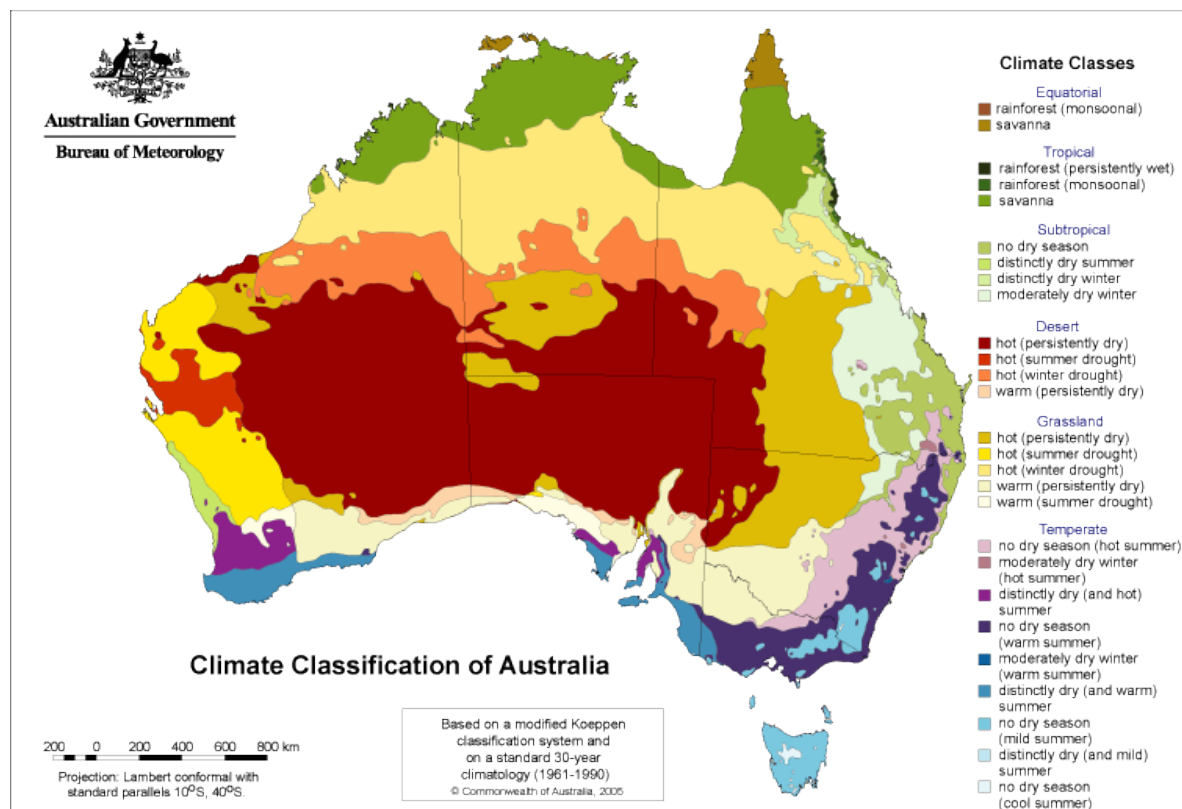 Australian Government
Bureau of Meteorology
Climate Classes
Equatorial
rainforest (monsoonal)
savanna
Tropical
rainforest (persistently wet)
rainforest (monsoonal)
savanna
Subtropical
no dry season
distinctly dry summer
distinctly dry winter
moderately dry winter
Desert
hot (persistently dry)
hot (summer drought)
hot (winter drought)
warm (persistently dry)
Grassland
hot (persistently dry)
hot (summer drought)
hot (winter drought)
warm (persistently dry)
warm (summer drought)
Temperate
no dry season (hot summer)
moderately dry winter
(hot summer)
distinctly dry (and hot)
summer
no dry season
(warm summer)
moderately dry winter
(warm summer)
distinctly dry (and warm)
summer
no dry season
(mild summer)
distinctly dry (and mild)
summer
no dry season
(cool summer)
Climate Classification of Australia
Based on a modified Koeppen
classification system and
on a standard 30-year
climatology (1961-1990)
© Commonwealth of Australia, 2005
200 0 200 400 600 800 km
Projection: Lambert conformal with
standard parallels 10°S, 40°S.